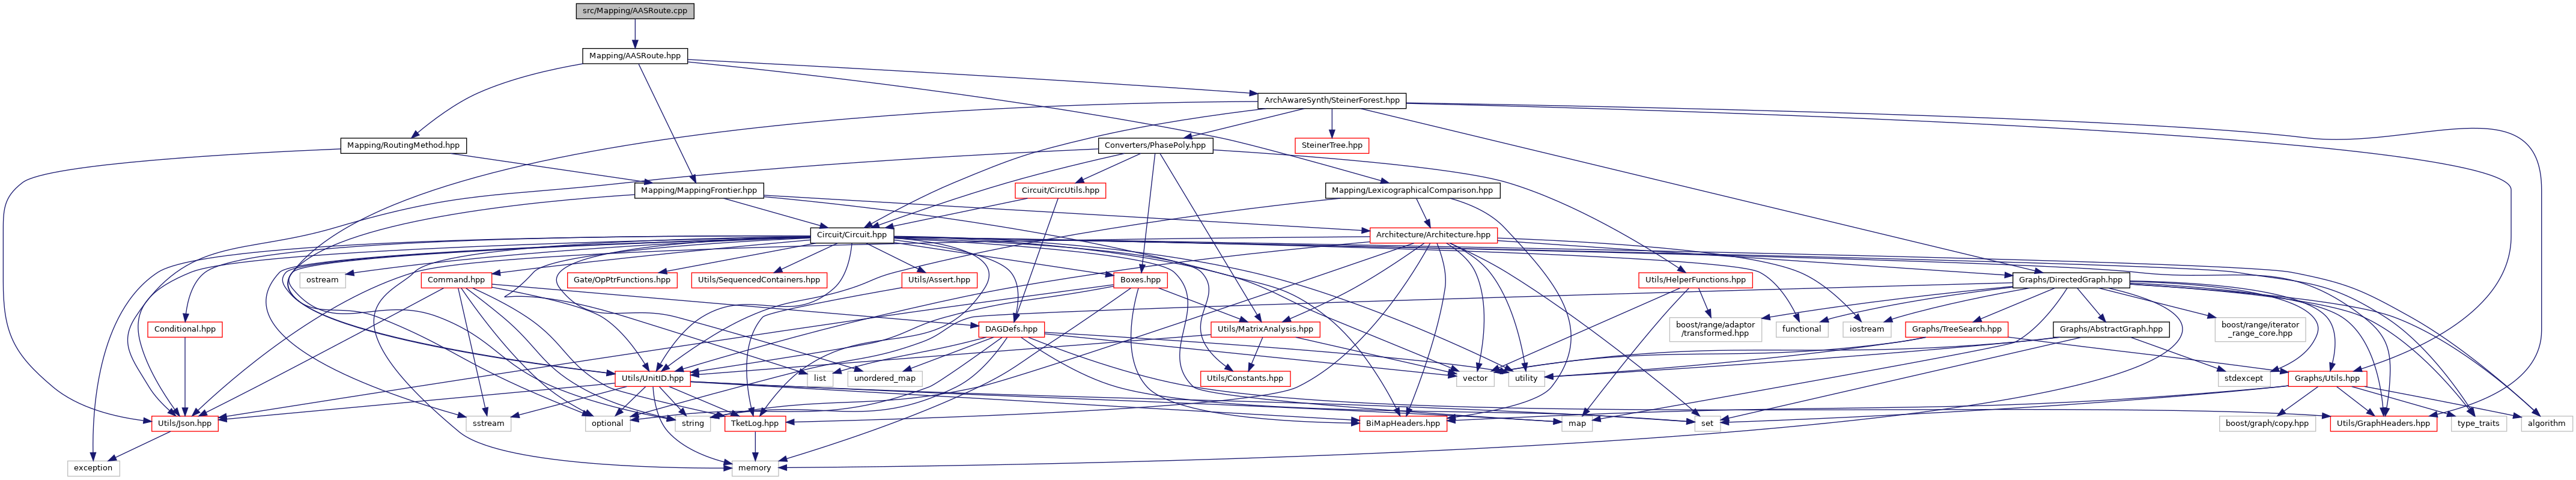 src/Mapping/AASRoute.cpp
Mapping/AASRoute.hpp
ArchAwareSynth/SteinerForest.hpp
Mapping/RoutingMethod.hpp
Converters/PhasePoly.hpp
SteinerTree.hpp
Mapping/MappingFrontier.hpp
Circuit/CircUtils.hpp
Mapping/LexicographicalComparison.hpp
Circuit/Circuit.hpp
Architecture/Architecture.hpp
ostream
Command.hpp
Gate/OpPtrFunctions.hpp
Utils/SequencedContainers.hpp
Utils/Assert.hpp
Boxes.hpp
Utils/HelperFunctions.hpp
Graphs/DirectedGraph.hpp
Conditional.hpp
DAGDefs.hpp
Utils/MatrixAnalysis.hpp
boost/range/adaptor
/transformed.hpp
functional
iostream
Graphs/TreeSearch.hpp
Graphs/AbstractGraph.hpp
boost/range/iterator
_range_core.hpp
Utils/UnitID.hpp
list
unordered_map
Utils/Constants.hpp
vector
utility
stdexcept
Graphs/Utils.hpp
Utils/Json.hpp
sstream
optional
string
TketLog.hpp
BiMapHeaders.hpp
map
set
boost/graph/copy.hpp
Utils/GraphHeaders.hpp
type_traits
algorithm
exception
memory